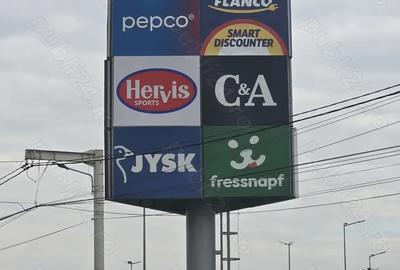 FLANCO
pepco
SMART
DISCOUNTER
Hervis
SPORTS
C&A
JYSK
fressnapf